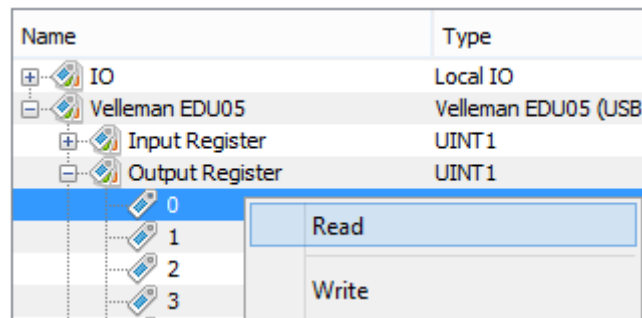 Name Type
IO Local IO
Velleman EDU05 Velleman EDU05 (USB
Input Register UINT1
Output Register UINT1
0
Read
1
2
Write
3